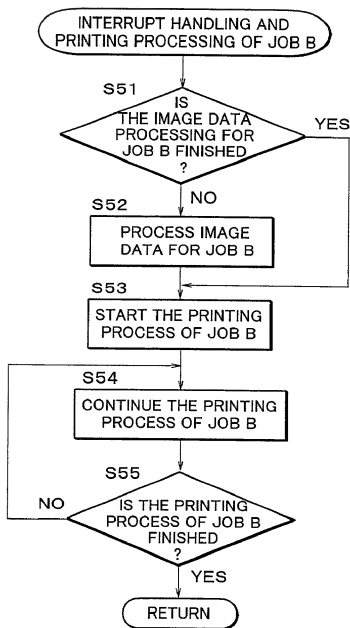 INTERRUPT HANDLING AND
PRINTING PROCESSING OF JOB B
S51
IS
THE IMAGE DATA
PROCESSING FOR
JOB B FINISHED
?
YES
NO
S52
PROCESS IMAGE
DATA FOR JOB B
S53
START THE PRINTING
PROCESS OF JOB B
S54
CONTINUE THE PRINTING
PROCESS OF JOB B
S55
NO
IS THE PRINTING
PROCESS OF JOB B
FINISHED
?
YES
RETURN